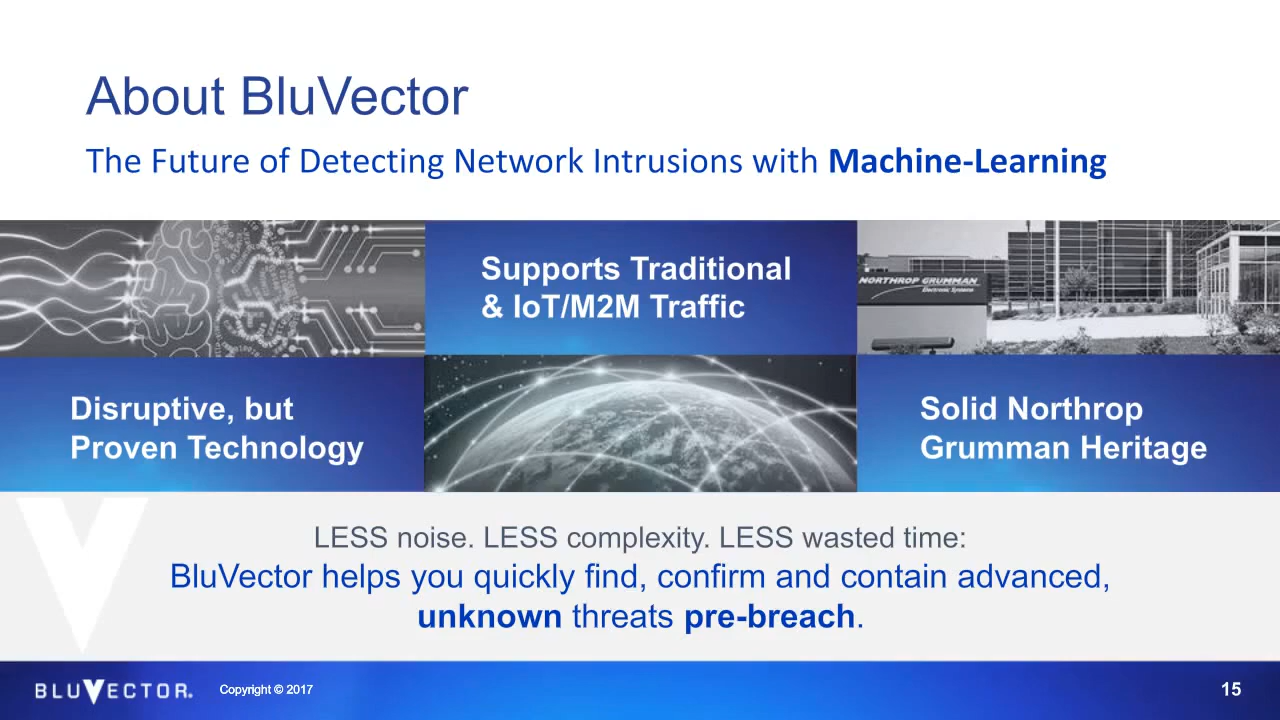 About BluVector
The Future of Detecting Network Intrusions with Machine-Learning
Supports Traditional
& IoT/M2M Traffic
NORTHROP GRUMMAN
Electronic Systems
Disruptive, but
Proven Technology
Solid Northrop
Grumman Heritage
LESS noise. LESS complexity. LESS wasted time:
BluVector helps you quickly find, confirm and contain advanced,
unknown threats pre-breach.
BLUVECTOR.
Copyright © 2017
15